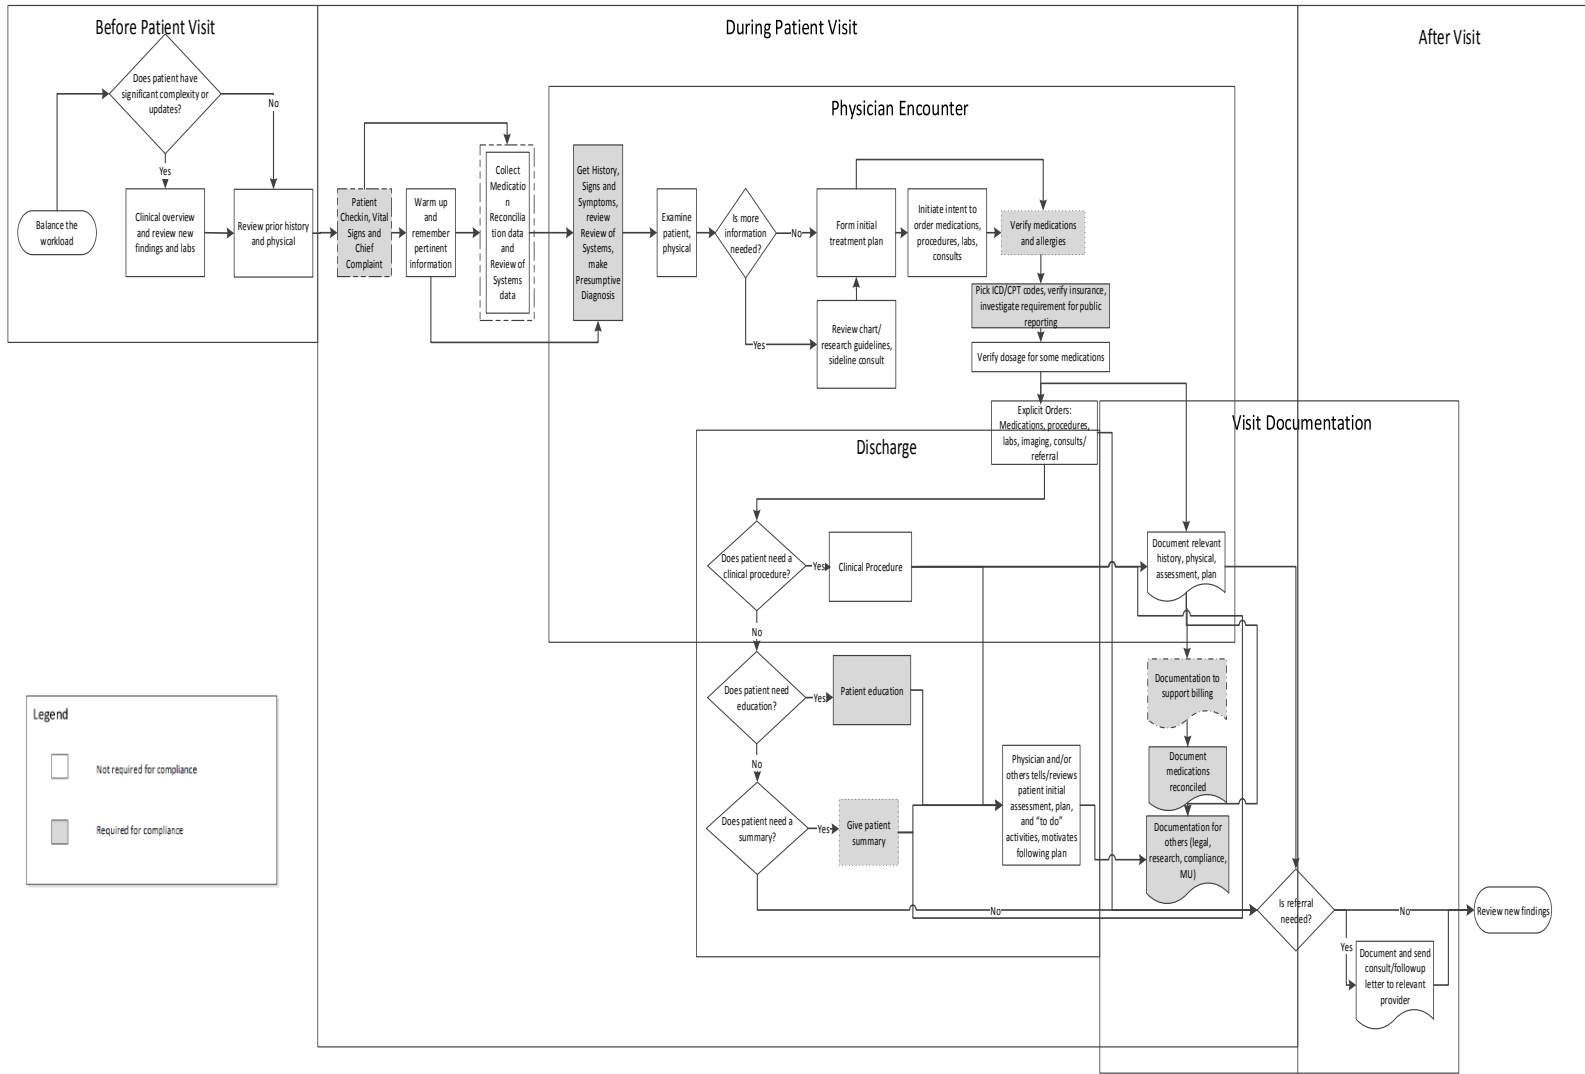 Before Patient Visit
During Patient Visit
After Visit
Does patient have
significant complexity or
updates?
No
Yes
Balance the
workload
Clinical overview
and review new
findings and labs
Review prior history
and physical
Patient
Checkin, Vital
Signs and
Chief
Complaint
Warm up
and
remember
pertinent
information
Collect
Medicatio
n
Reconcilia
tion data
and
Review of
Systems
data
Physician Encounter
Get History,
Signs and
Symptoms,
review
Review of
Systems,
make
Presumptive
Diagnosis
Examine
patient,
physical
Is more
information
needed?
No
Yes
Form initial
treatment plan
Review chart/
research guidelines,
sideline consult
Initiate intent to
order medications,
procedures, labs,
consults
Verify medications
and allergies
Pick ICD/CPT codes, verify insurance,
investigate requirement for public
reporting
Verify dosage for some medications
Explicit Orders:
Medications, procedures,
labs, imaging, consults/
referral
Visit Documentation
Discharge
Does patient need a
clinical procedure?
Yes
Clinical Procedure
No
Does patient need
education?
Yes
Patient education
No
Does patient need a
summary?
Yes
Give patient
summary
No
Physician and/or
others tells/reviews
patient initial
assessment, plan,
and “to do”
activities, motivates
following plan
Document relevant
history, physical,
assessment, plan
Documentation to
support billing
Document
medications
reconciled
Documentation for
others (legal,
research, compliance,
MU)
Is referral
needed?
No
Yes
Document and send
consult/followup
letter to relevant
provider
Review new findings
Legend
Not required for compliance
Required for compliance